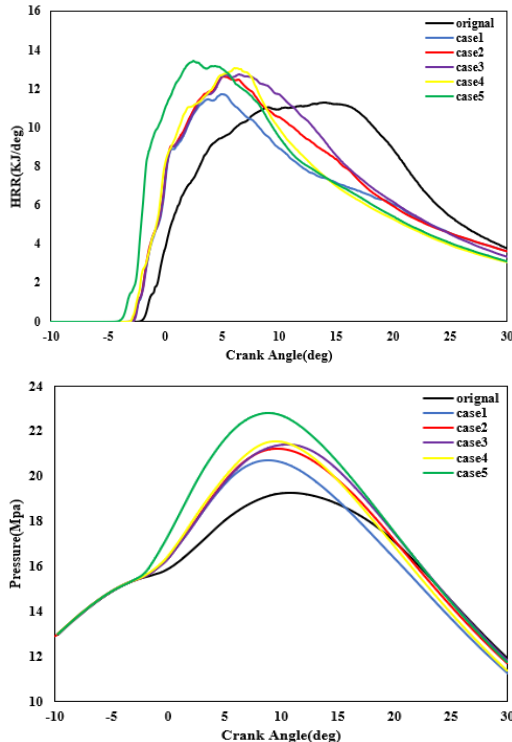 16
14
12
10
8
6
4
2
0
HRR(KJ/deg)
orignal
case1
case2
case3
case4
case5
-10 -5 0 5 10 15 20 25 30
Crank Angle(deg)
24
22
20
18
16
14
12
10
Pressure(Mpa)
orignal
case1
case2
case3
case4
case5
-10 -5 0 5 10 15 20 25 30
Crank Angle(deg)